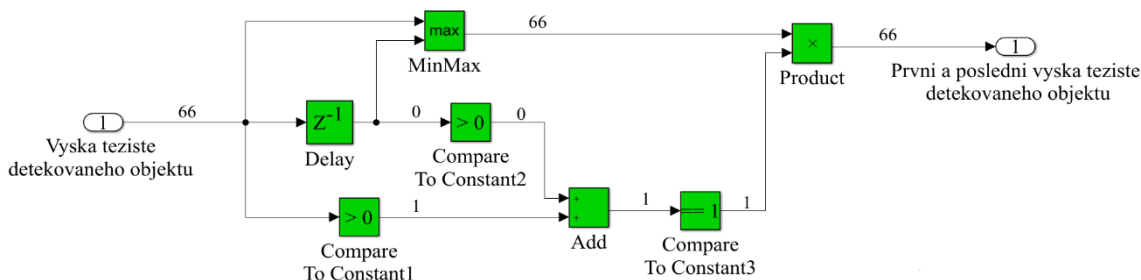 max
66
MinMax
×
66
1
Product
Prvni a posledni vyska teziste
detekovaneho objektu
1
66
Vyska teziste
detekovaneho objektu
Z-1
0
Delay
> 0
0
Compare
To Constant2
> 0
1
Compare
To Constant1
+
+
1
Add
== 1
1
Compare
To Constant3